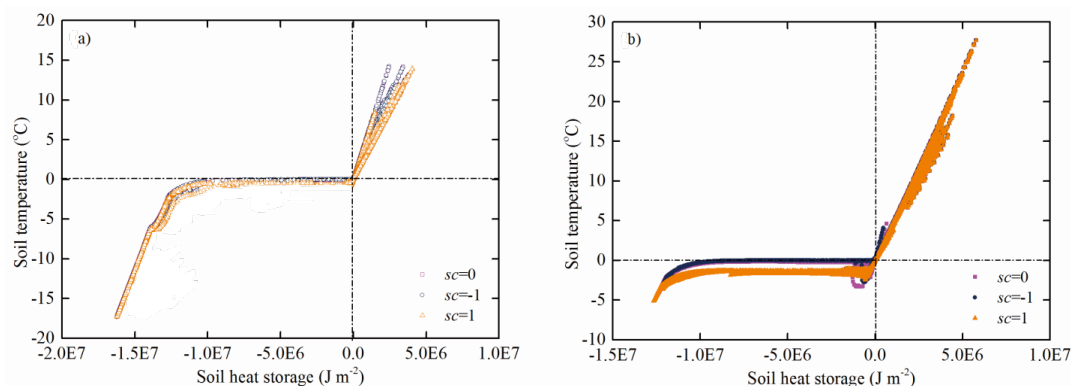 a)
20
15
10
5
0
-5
-10
-15
-20
Soil temperature (°C)
sc=0
sc=-1
sc=1
-2.0E7 -1.5E7 -1.0E7 -5.0E6 0.0 5.0E6 1.0E7
Soil heat storage (J m-2)
b)
30
25
20
15
10
5
0
-5
-10
Soil temperature (°C)
sc=0
sc=-1
sc=1
-1.5E7 -1.0E7 -5.0E6 0.0 5.0E6 1.0E7
Soil heat storage (J m-2)